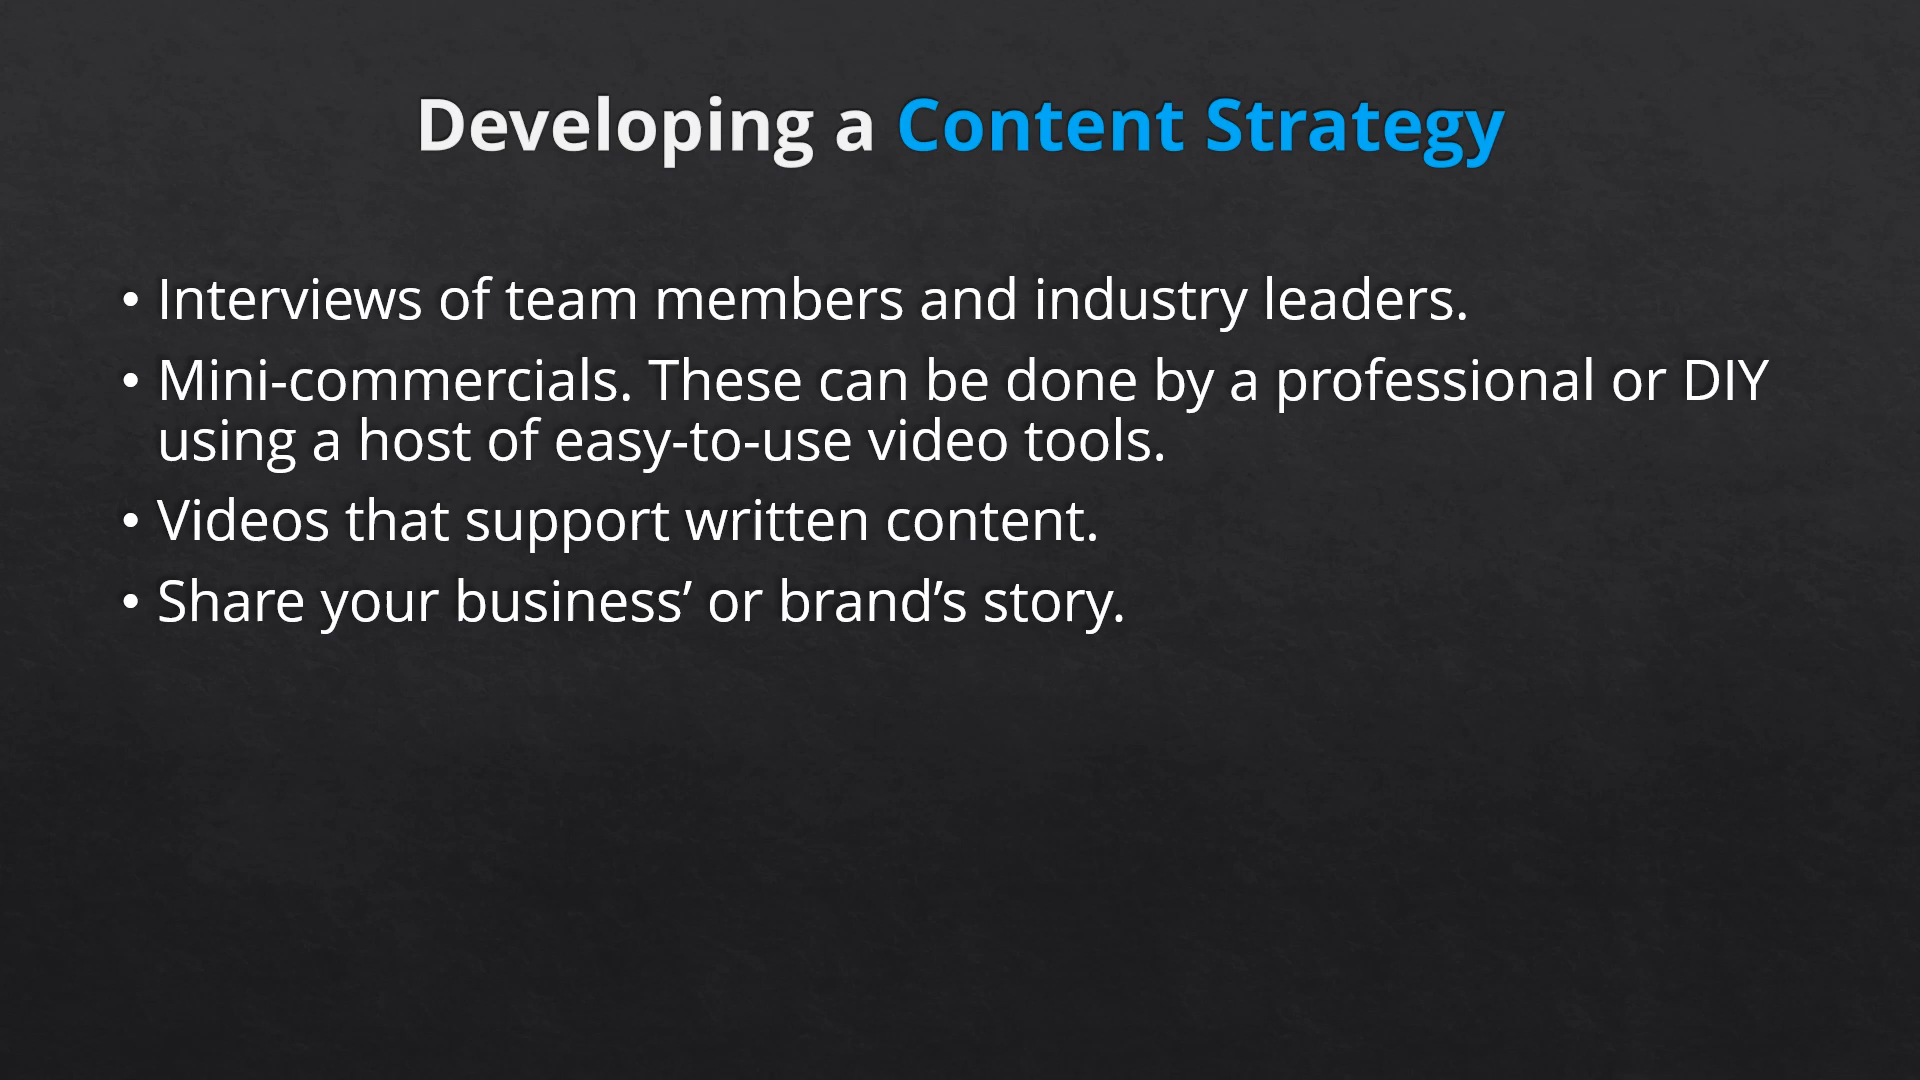 Developing a Content Strategy
• Interviews of team members and industry leaders.
• Mini-commercials. These can be done by a professional or DIY
using a host of easy-to-use video tools.
• Videos that support written content.
• Share your business’ or brand’s story.